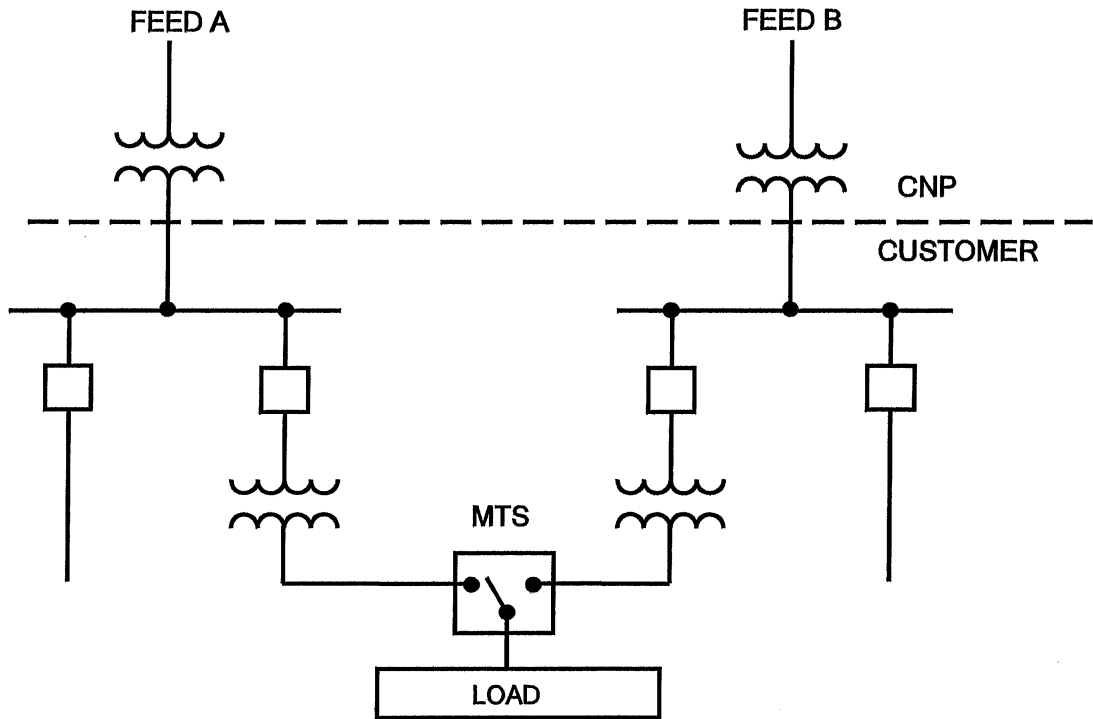 FEED A
FEED B
CNP
CUSTOMER
MTS
LOAD